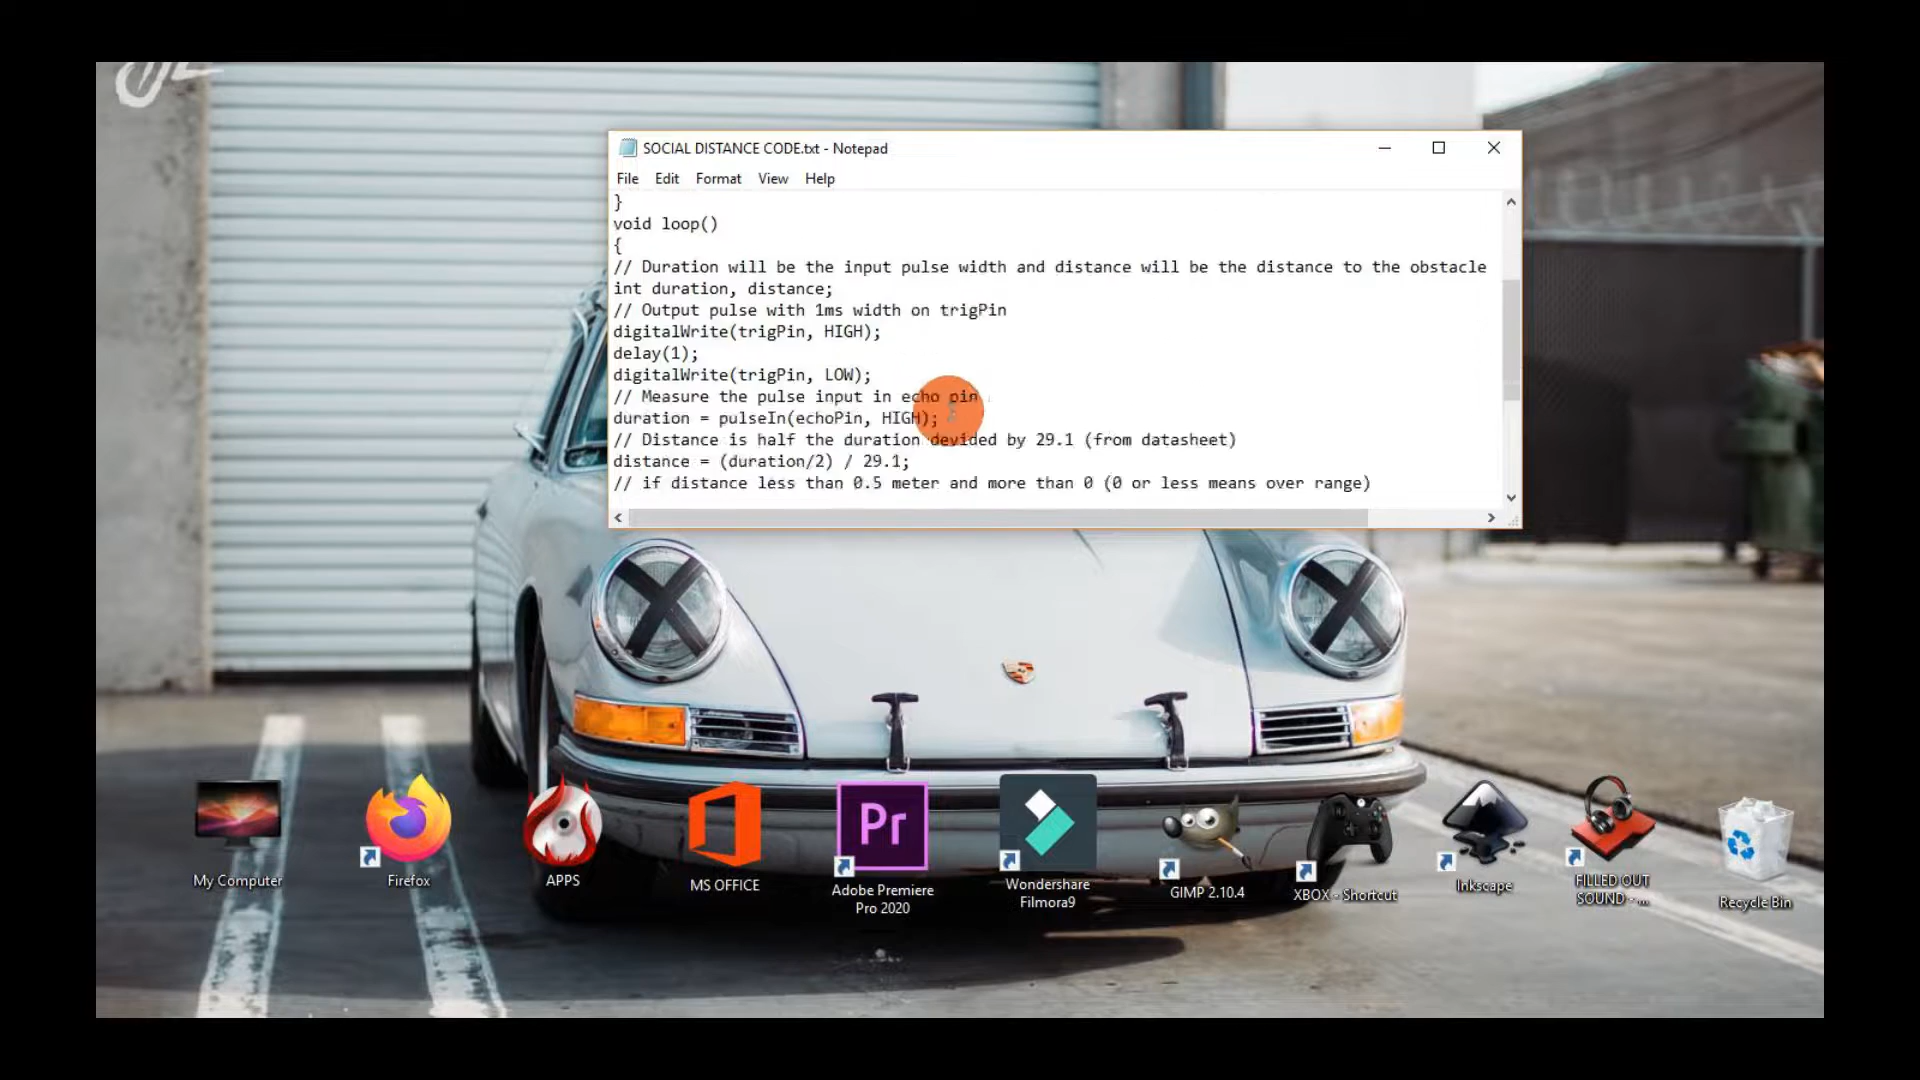 SOCIAL DISTANCE CODE.txt - Notepad
File Edit Format View Help
}
void loop()
{
// Duration will be the input pulse width and distance will be the distance to the obstacle
int duration, distance;
// Output pulse with 1ms width on trigPin
digitalWrite(trigPin, HIGH);
delay(1);
digitalWrite(trigPin, LOW);
// Measure the pulse input in echo pin
duration = pulseIn(echoPin, HIGH);
// Distance is half the duration devided by 29.1 (from datasheet)
distance = (duration/2) / 29.1;
// if distance less than 0.5 meter and more than 0 (0 or less means over range)
Pr
My Computer
Firefox
APPS
MS OFFICE
Adobe Premiere
Pro 2020
Wondershare
Filmora9
GIMP 2.10.4
XBOX - Shortcut
Inkscape
FILLED OUT
SOUND - ...
Recycle Bin